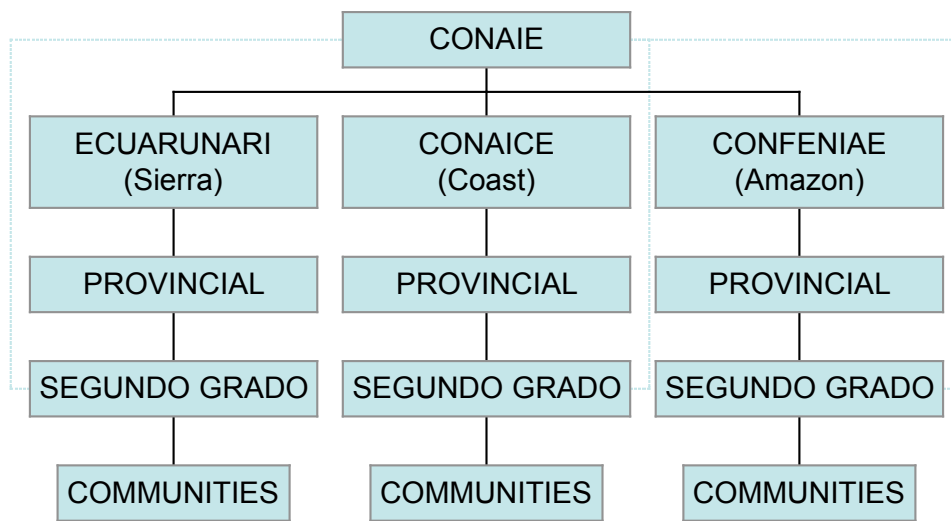 CONAIE
ECUARUNARI
(Sierra)
CONAICE
(Coast)
CONFENIAE
(Amazon)
PROVINCIAL
PROVINCIAL
PROVINCIAL
SEGUNDO GRADO
SEGUNDO GRADO
SEGUNDO GRADO
COMMUNITIES
COMMUNITIES
COMMUNITIES